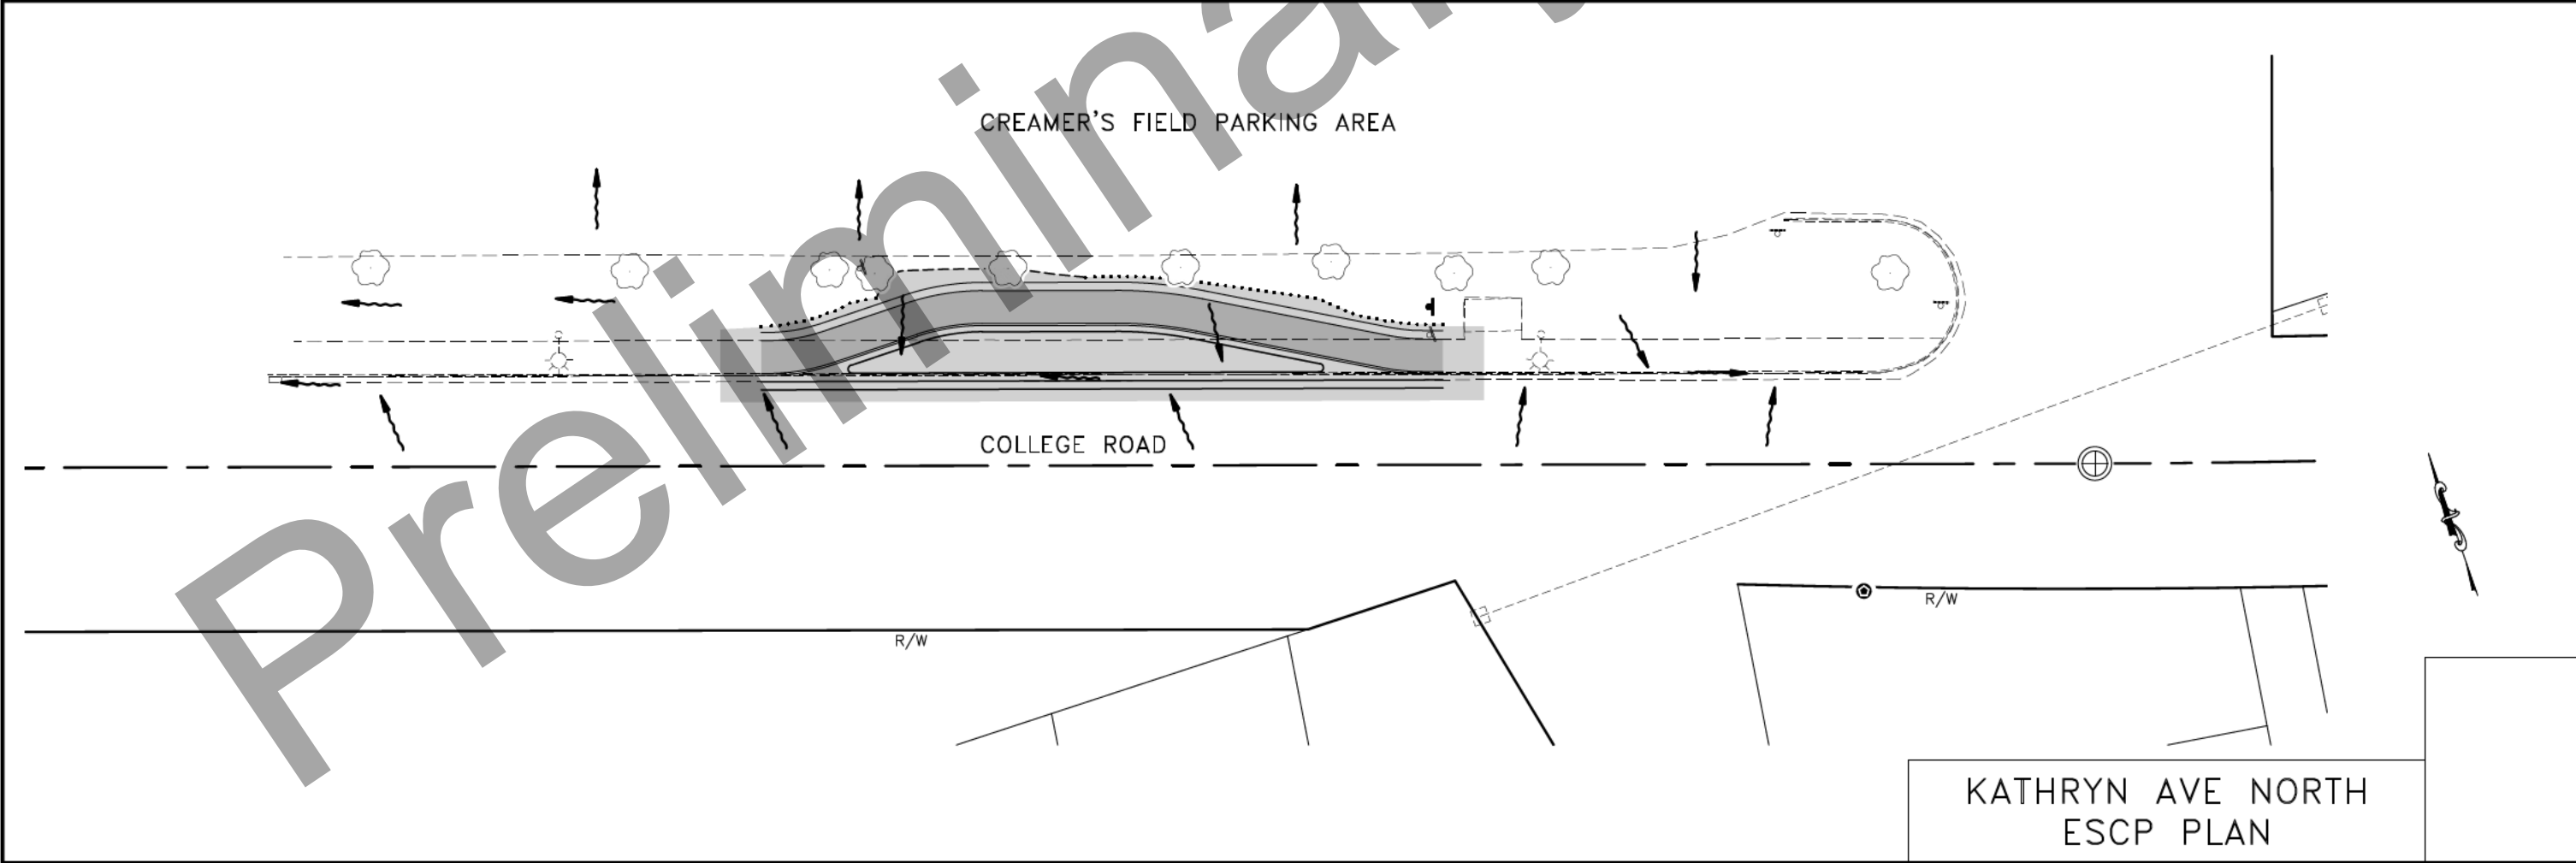 CREAMER'S FIELD PARKING AREA
COLLEGE ROAD
R/W
R/W
KATHRYN AVE NORTH
ESCP PLAN
Preliminary